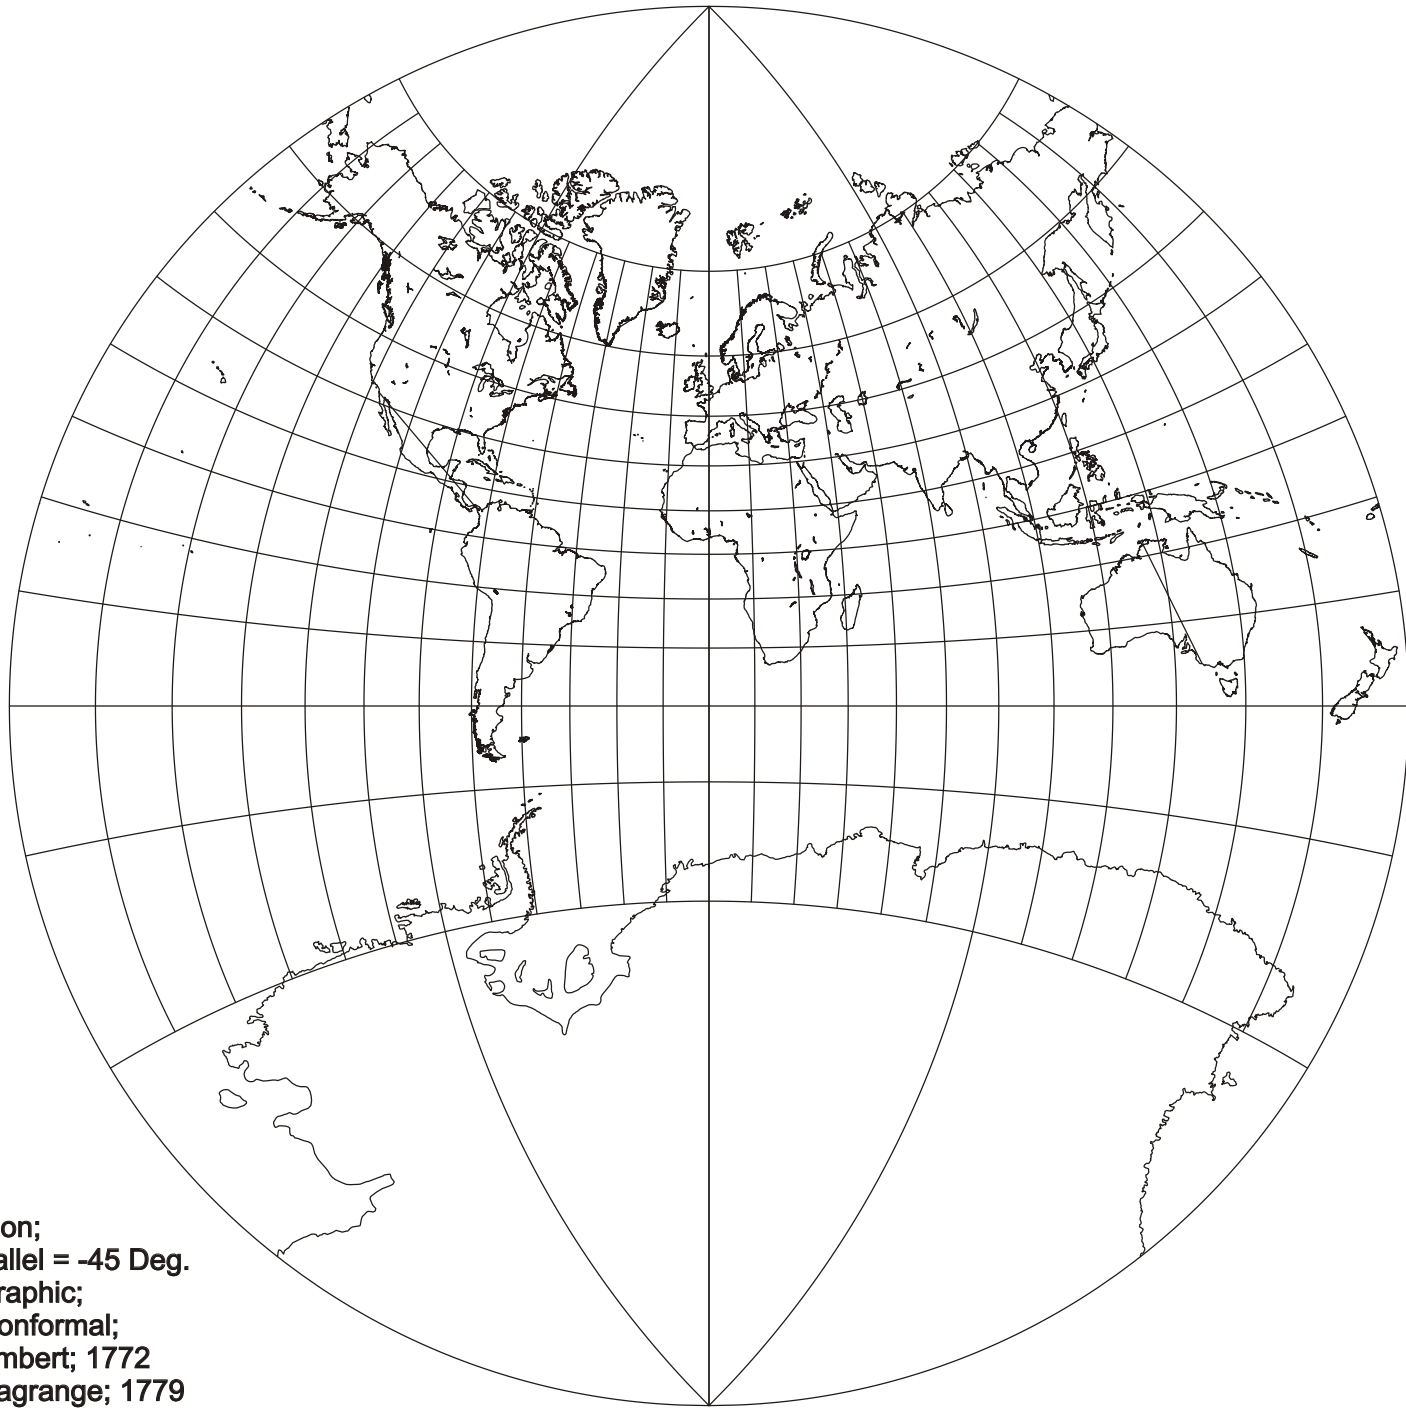 on;
allel = -45 Deg.
raphic;
onformal;
mbert; 1772
agrange; 1779